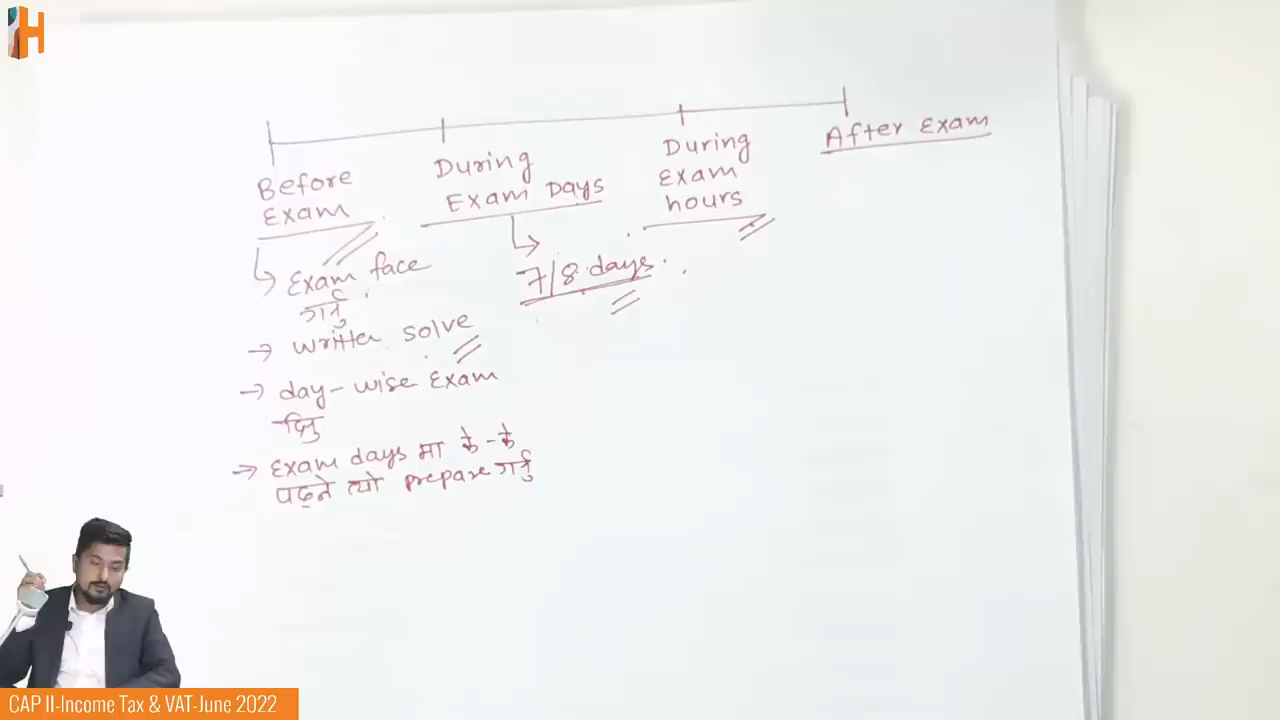 H
Before
Exam
During
Exam Days
During
Exam
hours
After Exam
Exam face
गर्नु
7/8 days
written solve
day-wise Exam
दिनु
Exam days मा के-के
पढ्ने त्यो prepare गर्नु
CAP II-Income Tax & VAT-June 2022